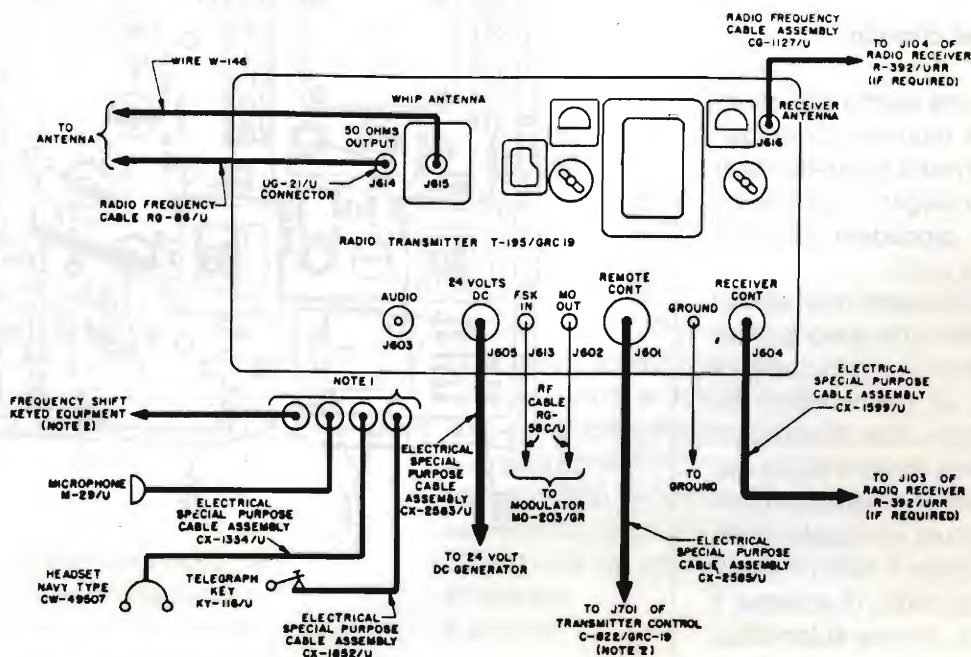 RADIO FREQUENCY
CABLE ASSEMBLY
CG-1127/U
TO J104 OF
RADIO RECEIVER
R-392/URR
(IF REQUIRED)
WIRE W-146
WHIP ANTENNA
RECEIVER
ANTENNA
J616
TO
ANTENNA
50 OHMS
OUTPUT
J614
J615
UG-21/U
CONNECTOR
RADIO FREQUENCY
CABLE RG-86/U
RADIO TRANSMITTER T-195/GRC19
AUDIO
J603
24 VOLTS
DC
J605
FSK
IN
J613
MO
OUT
J602
REMOTE
CONT
J601
GROUND
RECEIVER
CONT
J604
NOTE 1
FREQUENCY SHIFT
KEYED EQUIPMENT
(NOTE 2)
MICROPHONE
M-29/U
ELECTRICAL
SPECIAL PURPOSE
CABLE ASSEMBLY
CX-1334/U
HEADSET
NAVY TYPE
CW-49507
TELEGRAPH
KEY
KY-116/U
ELECTRICAL
SPECIAL PURPOSE
CABLE ASSEMBLY
CX-1852/U
ELECTRICAL
SPECIAL
PURPOSE
CABLE
ASSEMBLY
CX-2583/U
TO 24 VOLT
DC GENERATOR
RF
CABLE
RG-
58C/U
TO
MODULATOR
MD-203/GR
TO
GROUND
ELECTRICAL
SPECIAL PURPOSE
CABLE ASSEMBLY
CX-2585/U
TO J701 OF
TRANSMITTER CONTROL
C-822/GRC-19
ELECTRICAL
SPECIAL PURPOSE
CABLE ASSEMBLY
CX-1599/U
TO J103 OF
RADIO RECEIVER
R-392/URR
(IF REQUIRED)